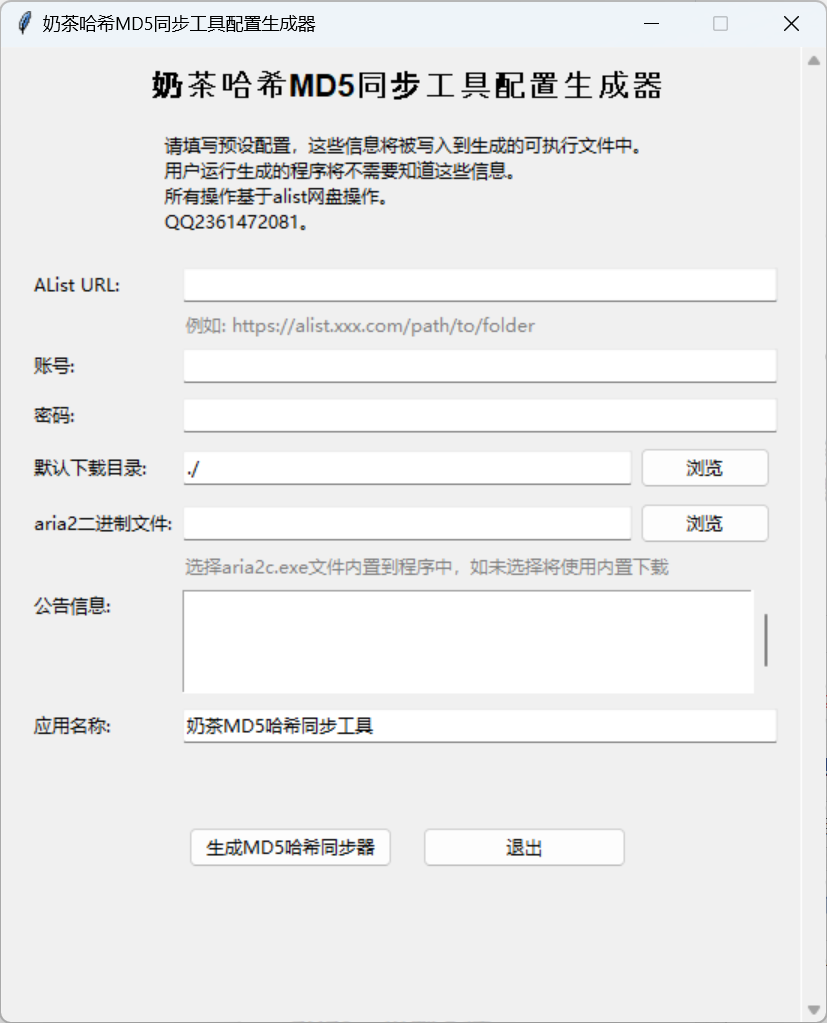 奶茶哈希MD5同步工具配置生成器
奶茶哈希MD5同步工具配置生成器
请填写预设配置，这些信息将被写入到生成的可执行文件中。
用户运行生成的程序将不需要知道这些信息。
所有操作基于alist网盘操作。
QQ2361472081。
AList URL:
例如: https://alist.xxx.com/path/to/folder
账号:
密码:
默认下载目录: ./ 浏览
aria2二进制文件: 浏览
选择aria2c.exe文件内置到程序中，如未选择将使用内置下载
公告信息:
应用名称: 奶茶MD5哈希同步工具
生成MD5哈希同步器 退出